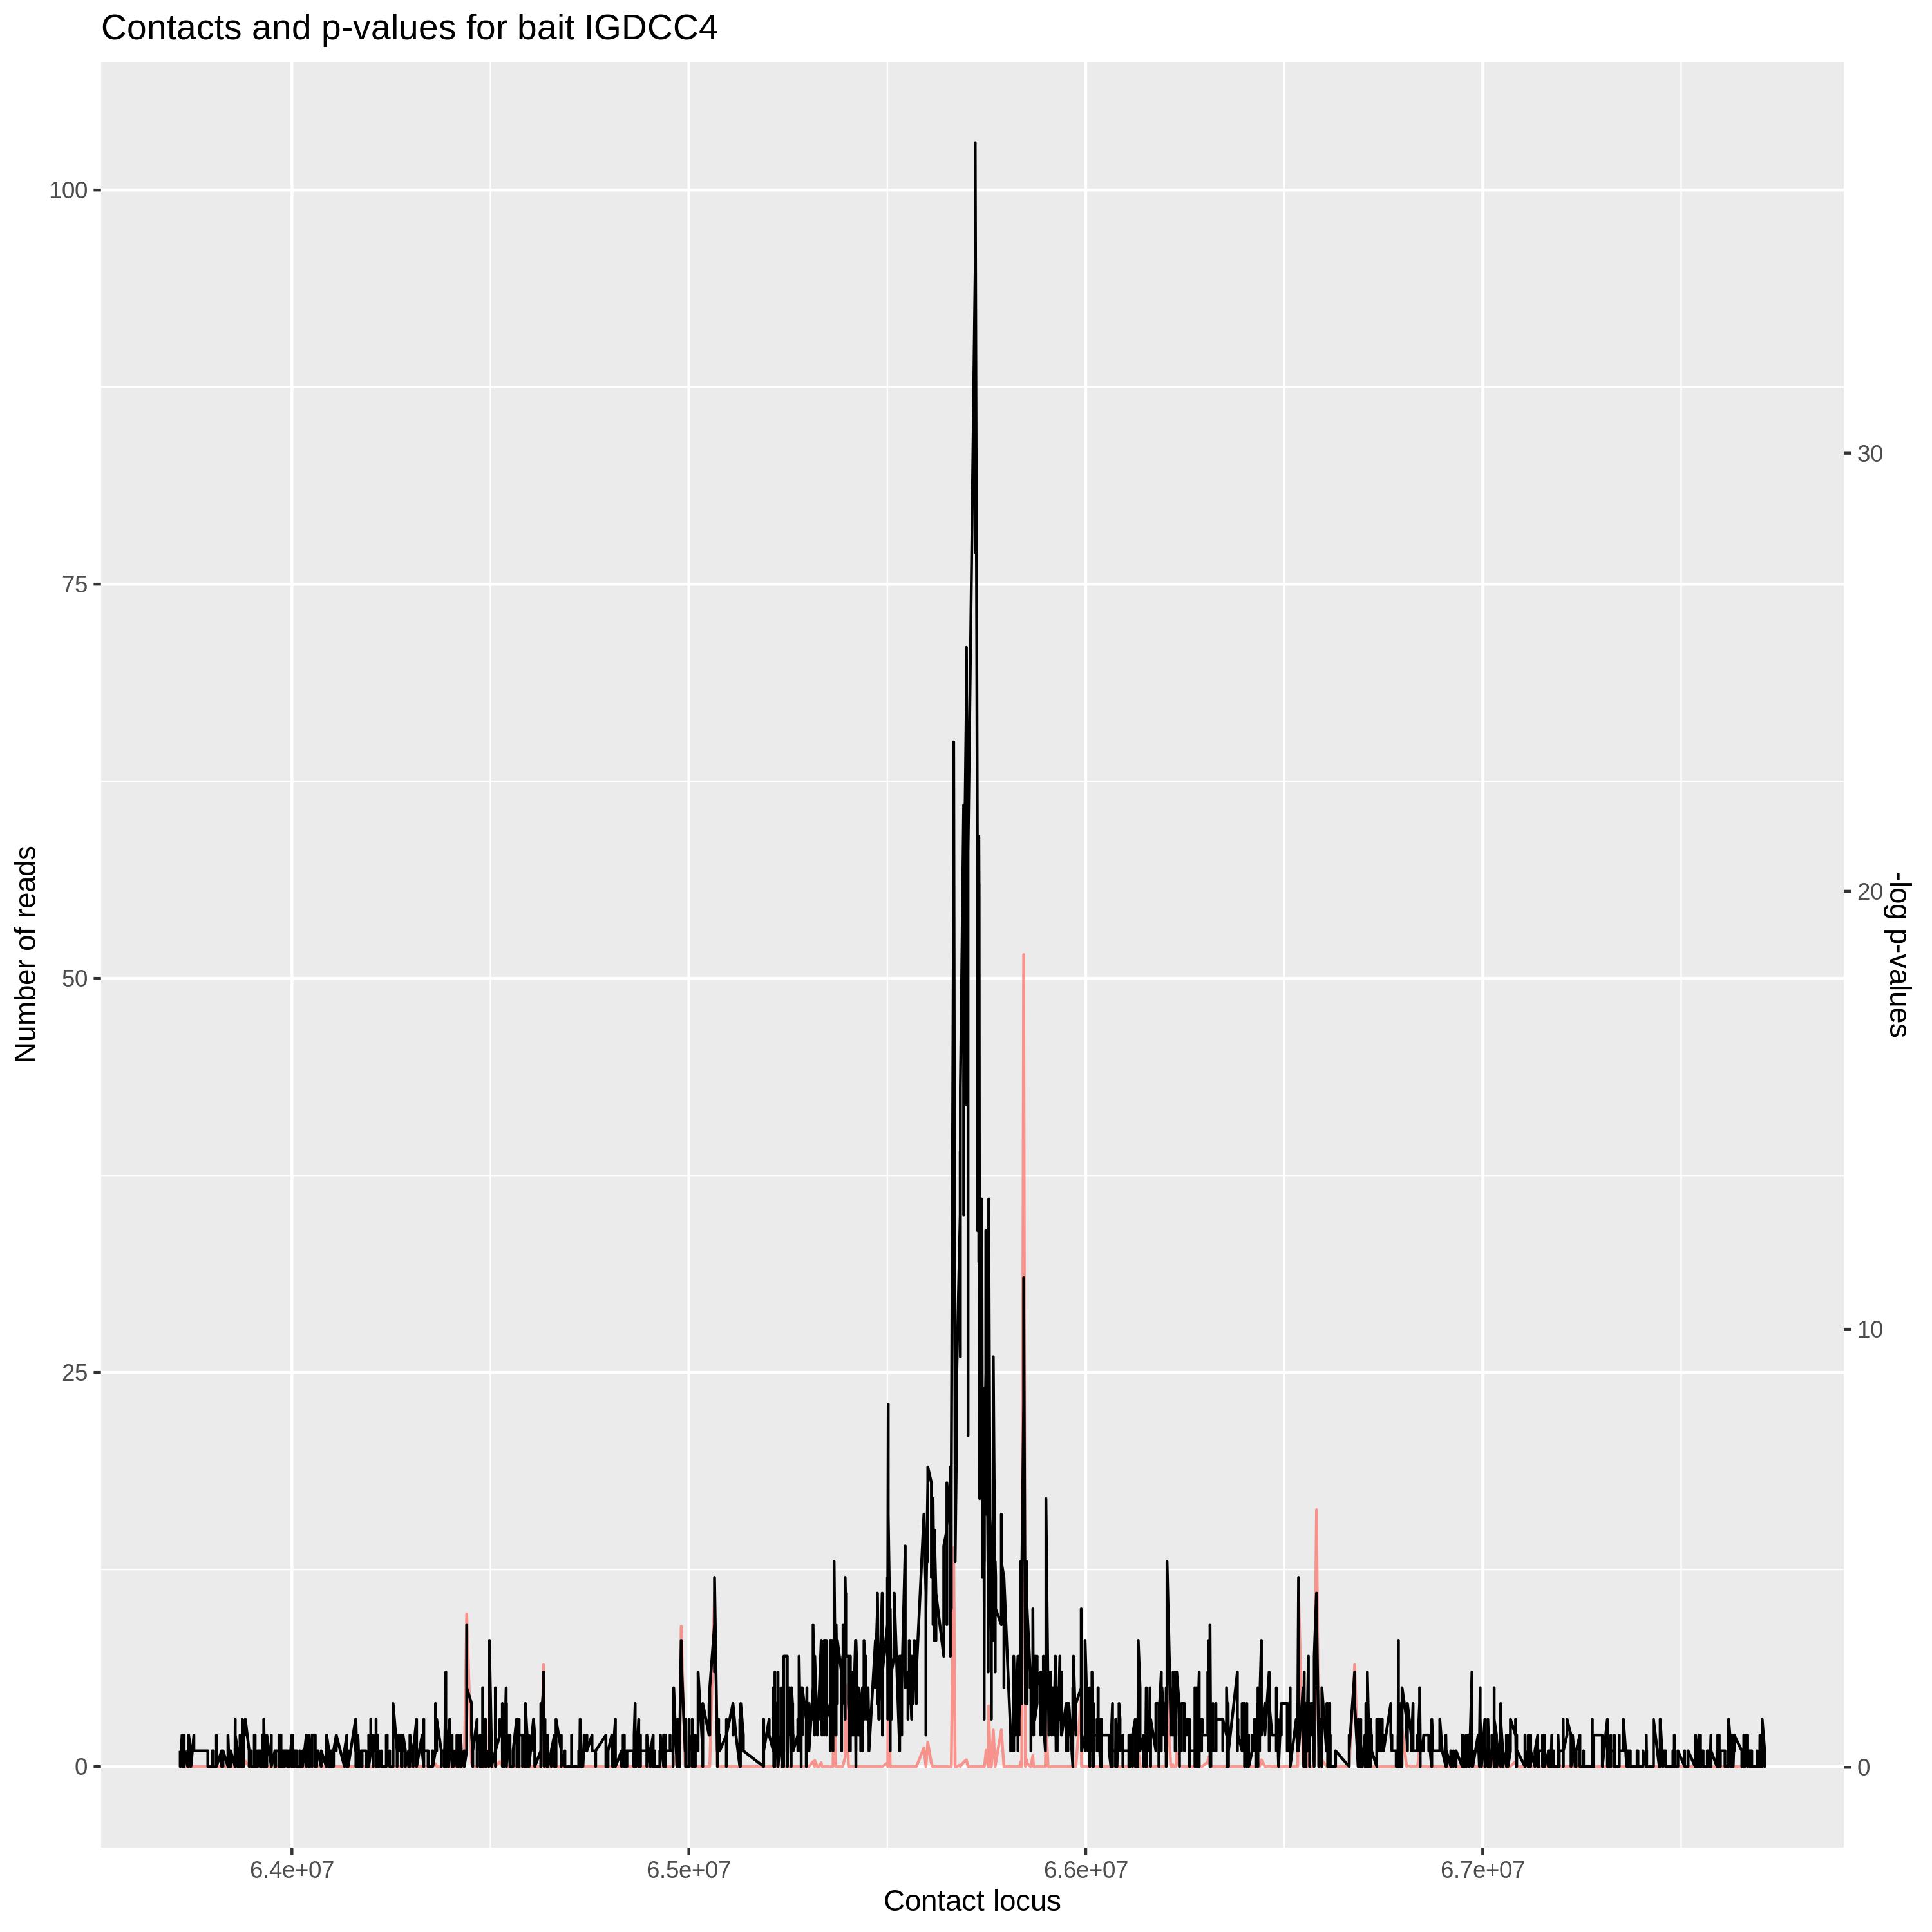 Contacts and p-values for bait IGDCC4
100
75
50
25
0
Number of reads
30
20
10
0
-log p-values
6.4e+07 6.5e+07 6.6e+07 6.7e+07
Contact locus